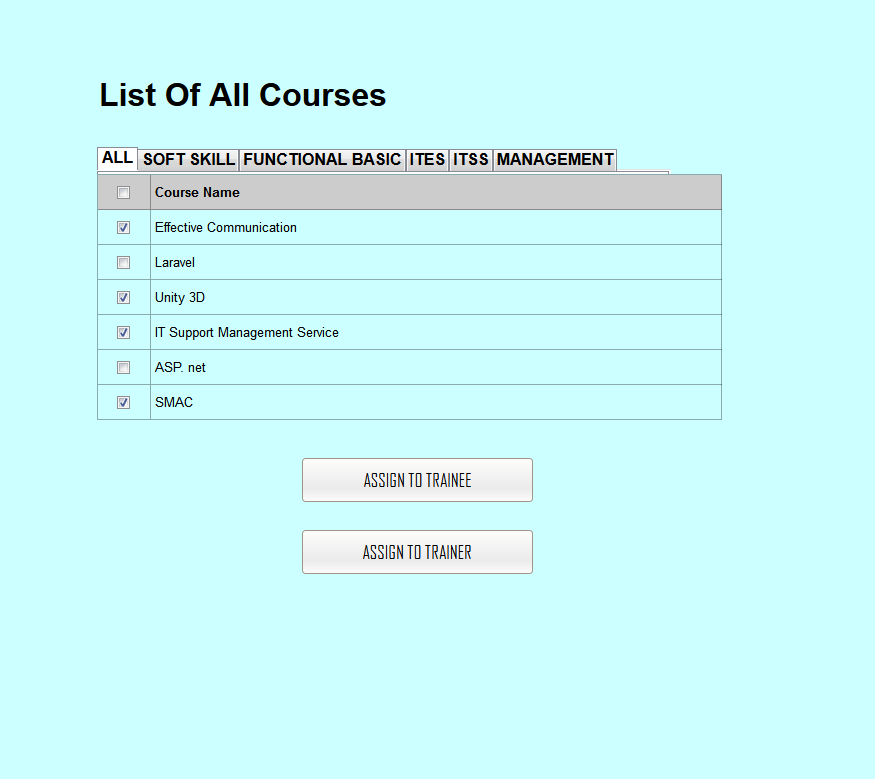 List Of All Courses
ALL SOFT SKILL FUNCTIONAL BASIC ITES ITSS MANAGEMENT
Course Name
Effective Communication
Laravel
Unity 3D
IT Support Management Service
ASP. net
SMAC
ASSIGN TO TRAINEE
ASSIGN TO TRAINER